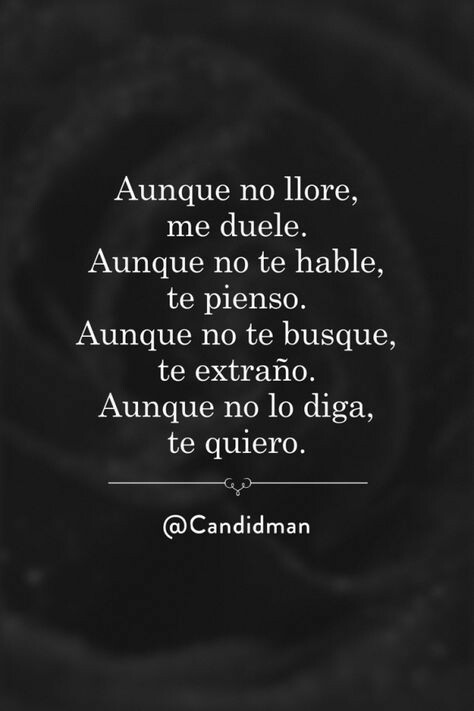 Aunque no llore,
me duele.
Aunque no te hable,
te pienso.
Aunque no te busque,
te extraño.
Aunque no lo diga,
te quiero.
@Candidman